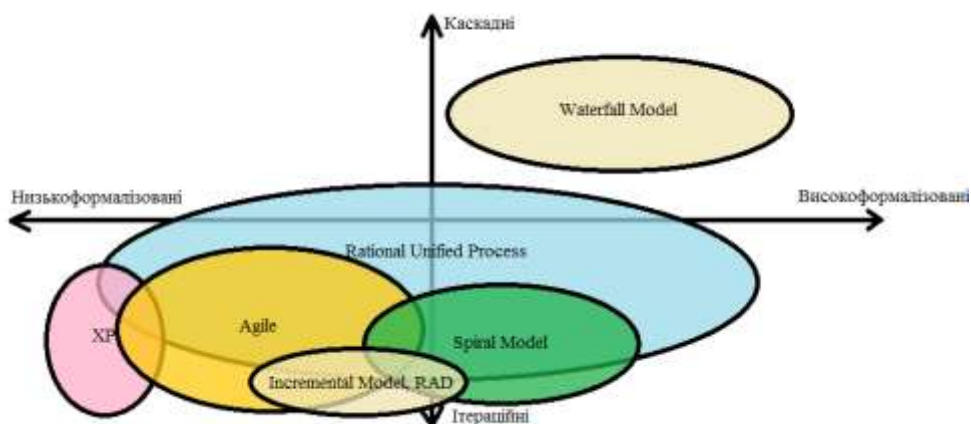 Каскадні
Waterfall Model
Низькоформалізовані
Високоформалізовані
Rational Unified Process
XP
Agile
Spiral Model
Incremental Model, RAD
Ітераційні